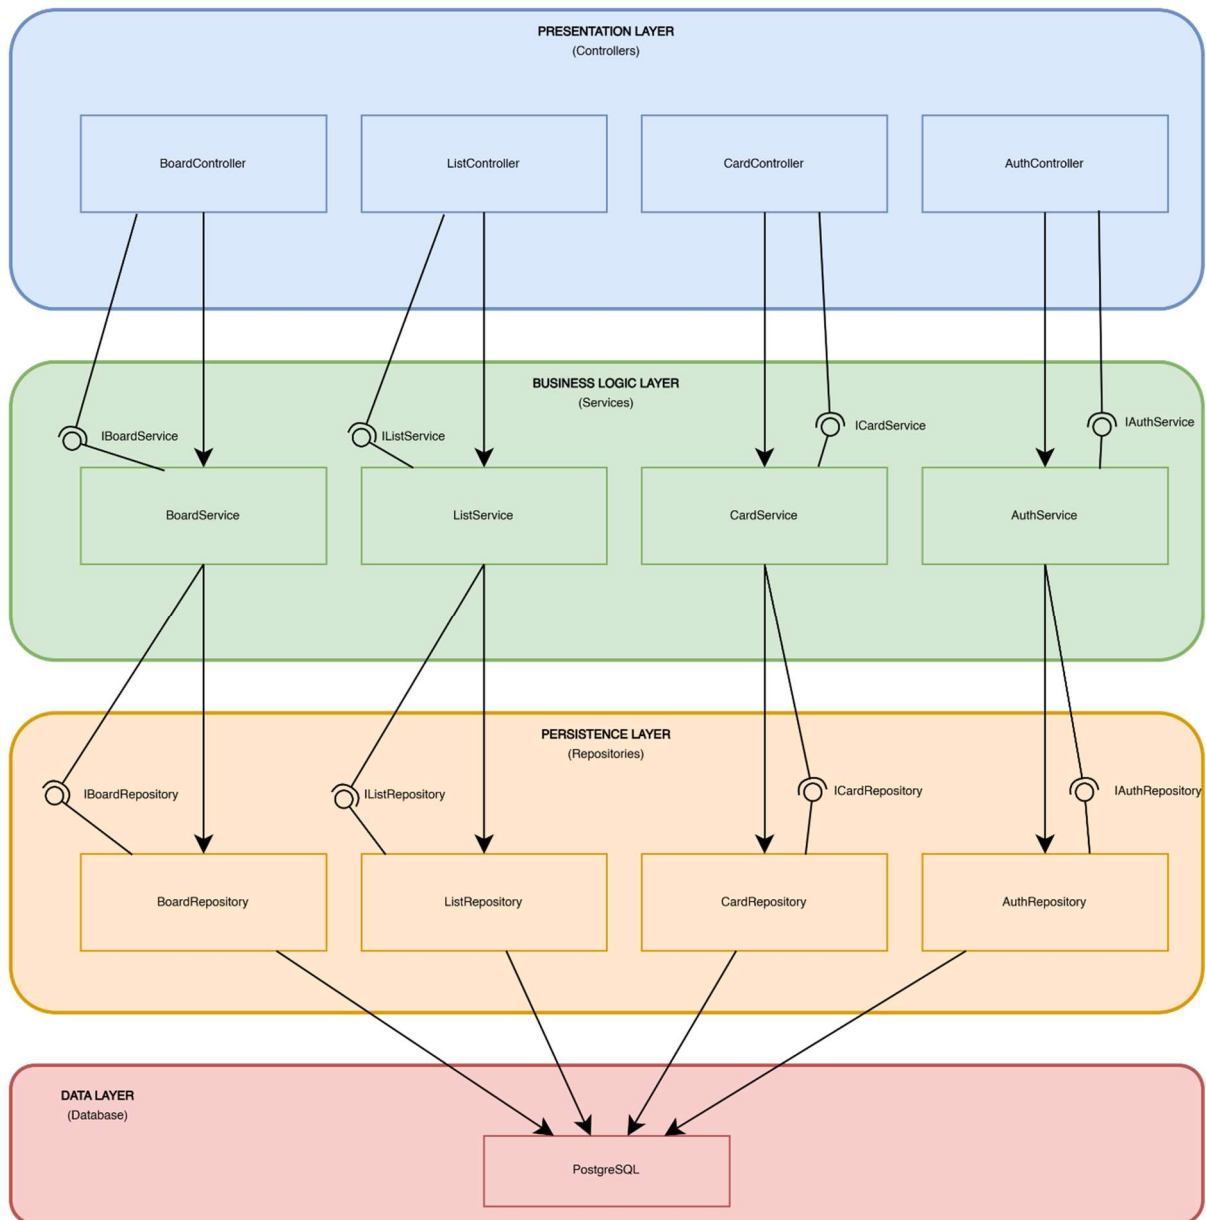 PRESENTATION LAYER
(Controllers)
BoardController
ListController
CardController
AuthController
BUSINESS LOGIC LAYER
(Services)
IBoardService
IListService
ICardService
IAuthService
BoardService
ListService
CardService
AuthService
PERSISTENCE LAYER
(Repositories)
IBoardRepository
IListRepository
ICardRepository
IAuthRepository
BoardRepository
ListRepository
CardRepository
AuthRepository
DATA LAYER
(Database)
PostgreSQL